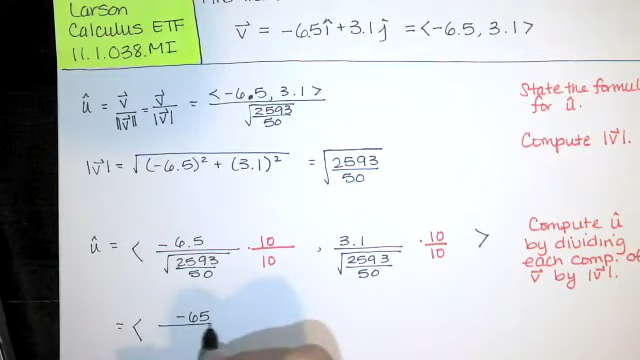 Larson
Calculus ETF
11.1.038.MI
v⃗ = -6.5î + 3.1ĵ = <-6.5, 3.1>
û = v⃗/‖v⃗‖ = v⃗/|v⃗| = <-6.5, 3.1>/√(2593/50)
State the formula
for û.
|v⃗| = √((-6.5)² + (3.1)²) = √(2593/50)
Compute |v⃗|.
û = < -6.5/√(2593/50) · 10/10 , 3.1/√(2593/50) · 10/10 >
Compute û
by dividing
each comp. of
v⃗ by |v⃗|.
= < -65